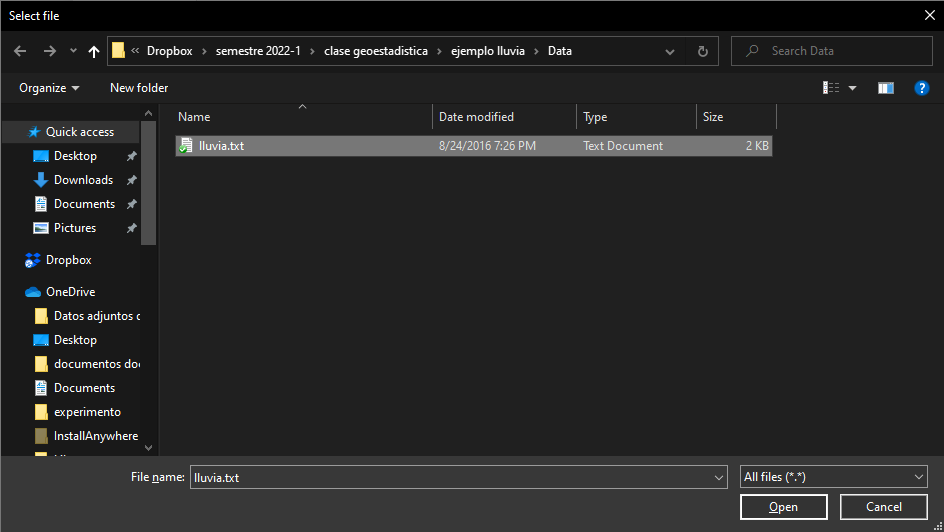 Select file
« Dropbox › semestre 2022-1 › clase geoestadistica › ejemplo lluvia › Data
Search Data
Organize
New folder
Name Date modified Type Size
Quick access
lluvia.txt 8/24/2016 7:26 PM Text Document 2 KB
Desktop
Downloads
Documents
Pictures
Dropbox
OneDrive
Datos adjuntos c
Desktop
documentos doc
Documents
experimento
InstallAnywhere
File name: lluvia.txt
All files (*.*)
Open Cancel